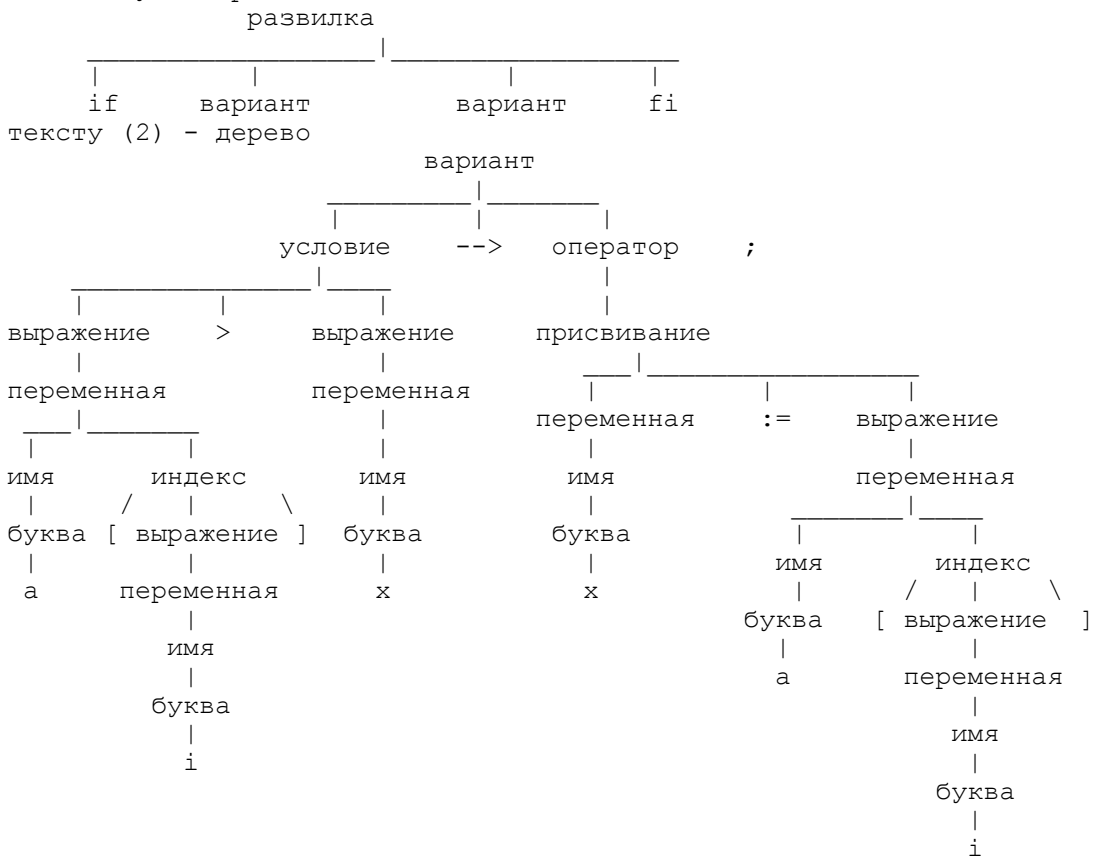 развилка
if вариант вариант fi
тексту (2) - дерево
вариант
условие --> оператор ;
выражение > выражение присвивание
переменная переменная
переменная := выражение
имя индекс имя имя переменная
буква [ выражение ] буква буква
имя индекс
а переменная х х
буква [ выражение ]
имя
а переменная
буква
имя
i
буква
i